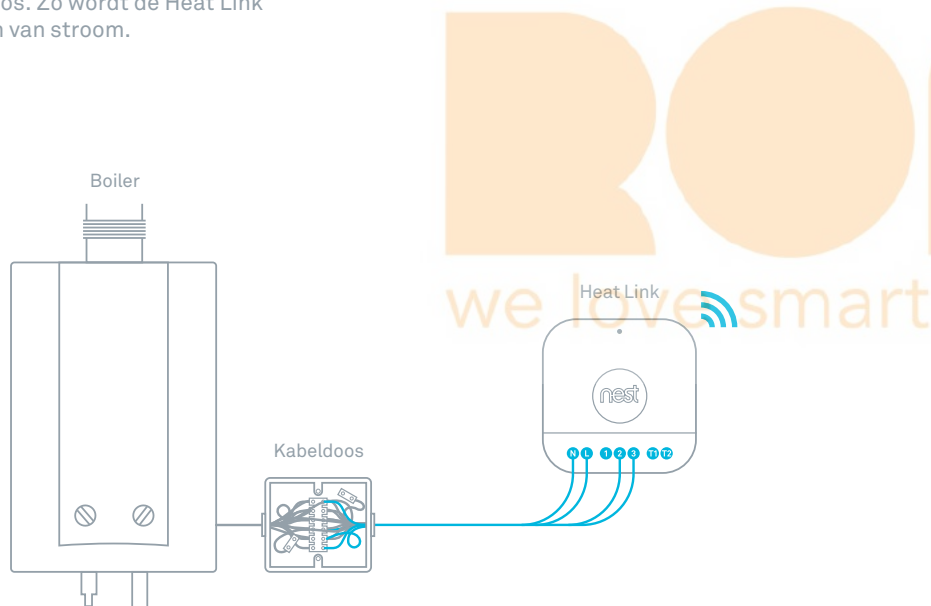 os. Zo wordt de Heat Link
n van stroom.
Boiler
we love smart
Heat Link
nest
Kabeldoos
N L 1 2 3 T1 T2